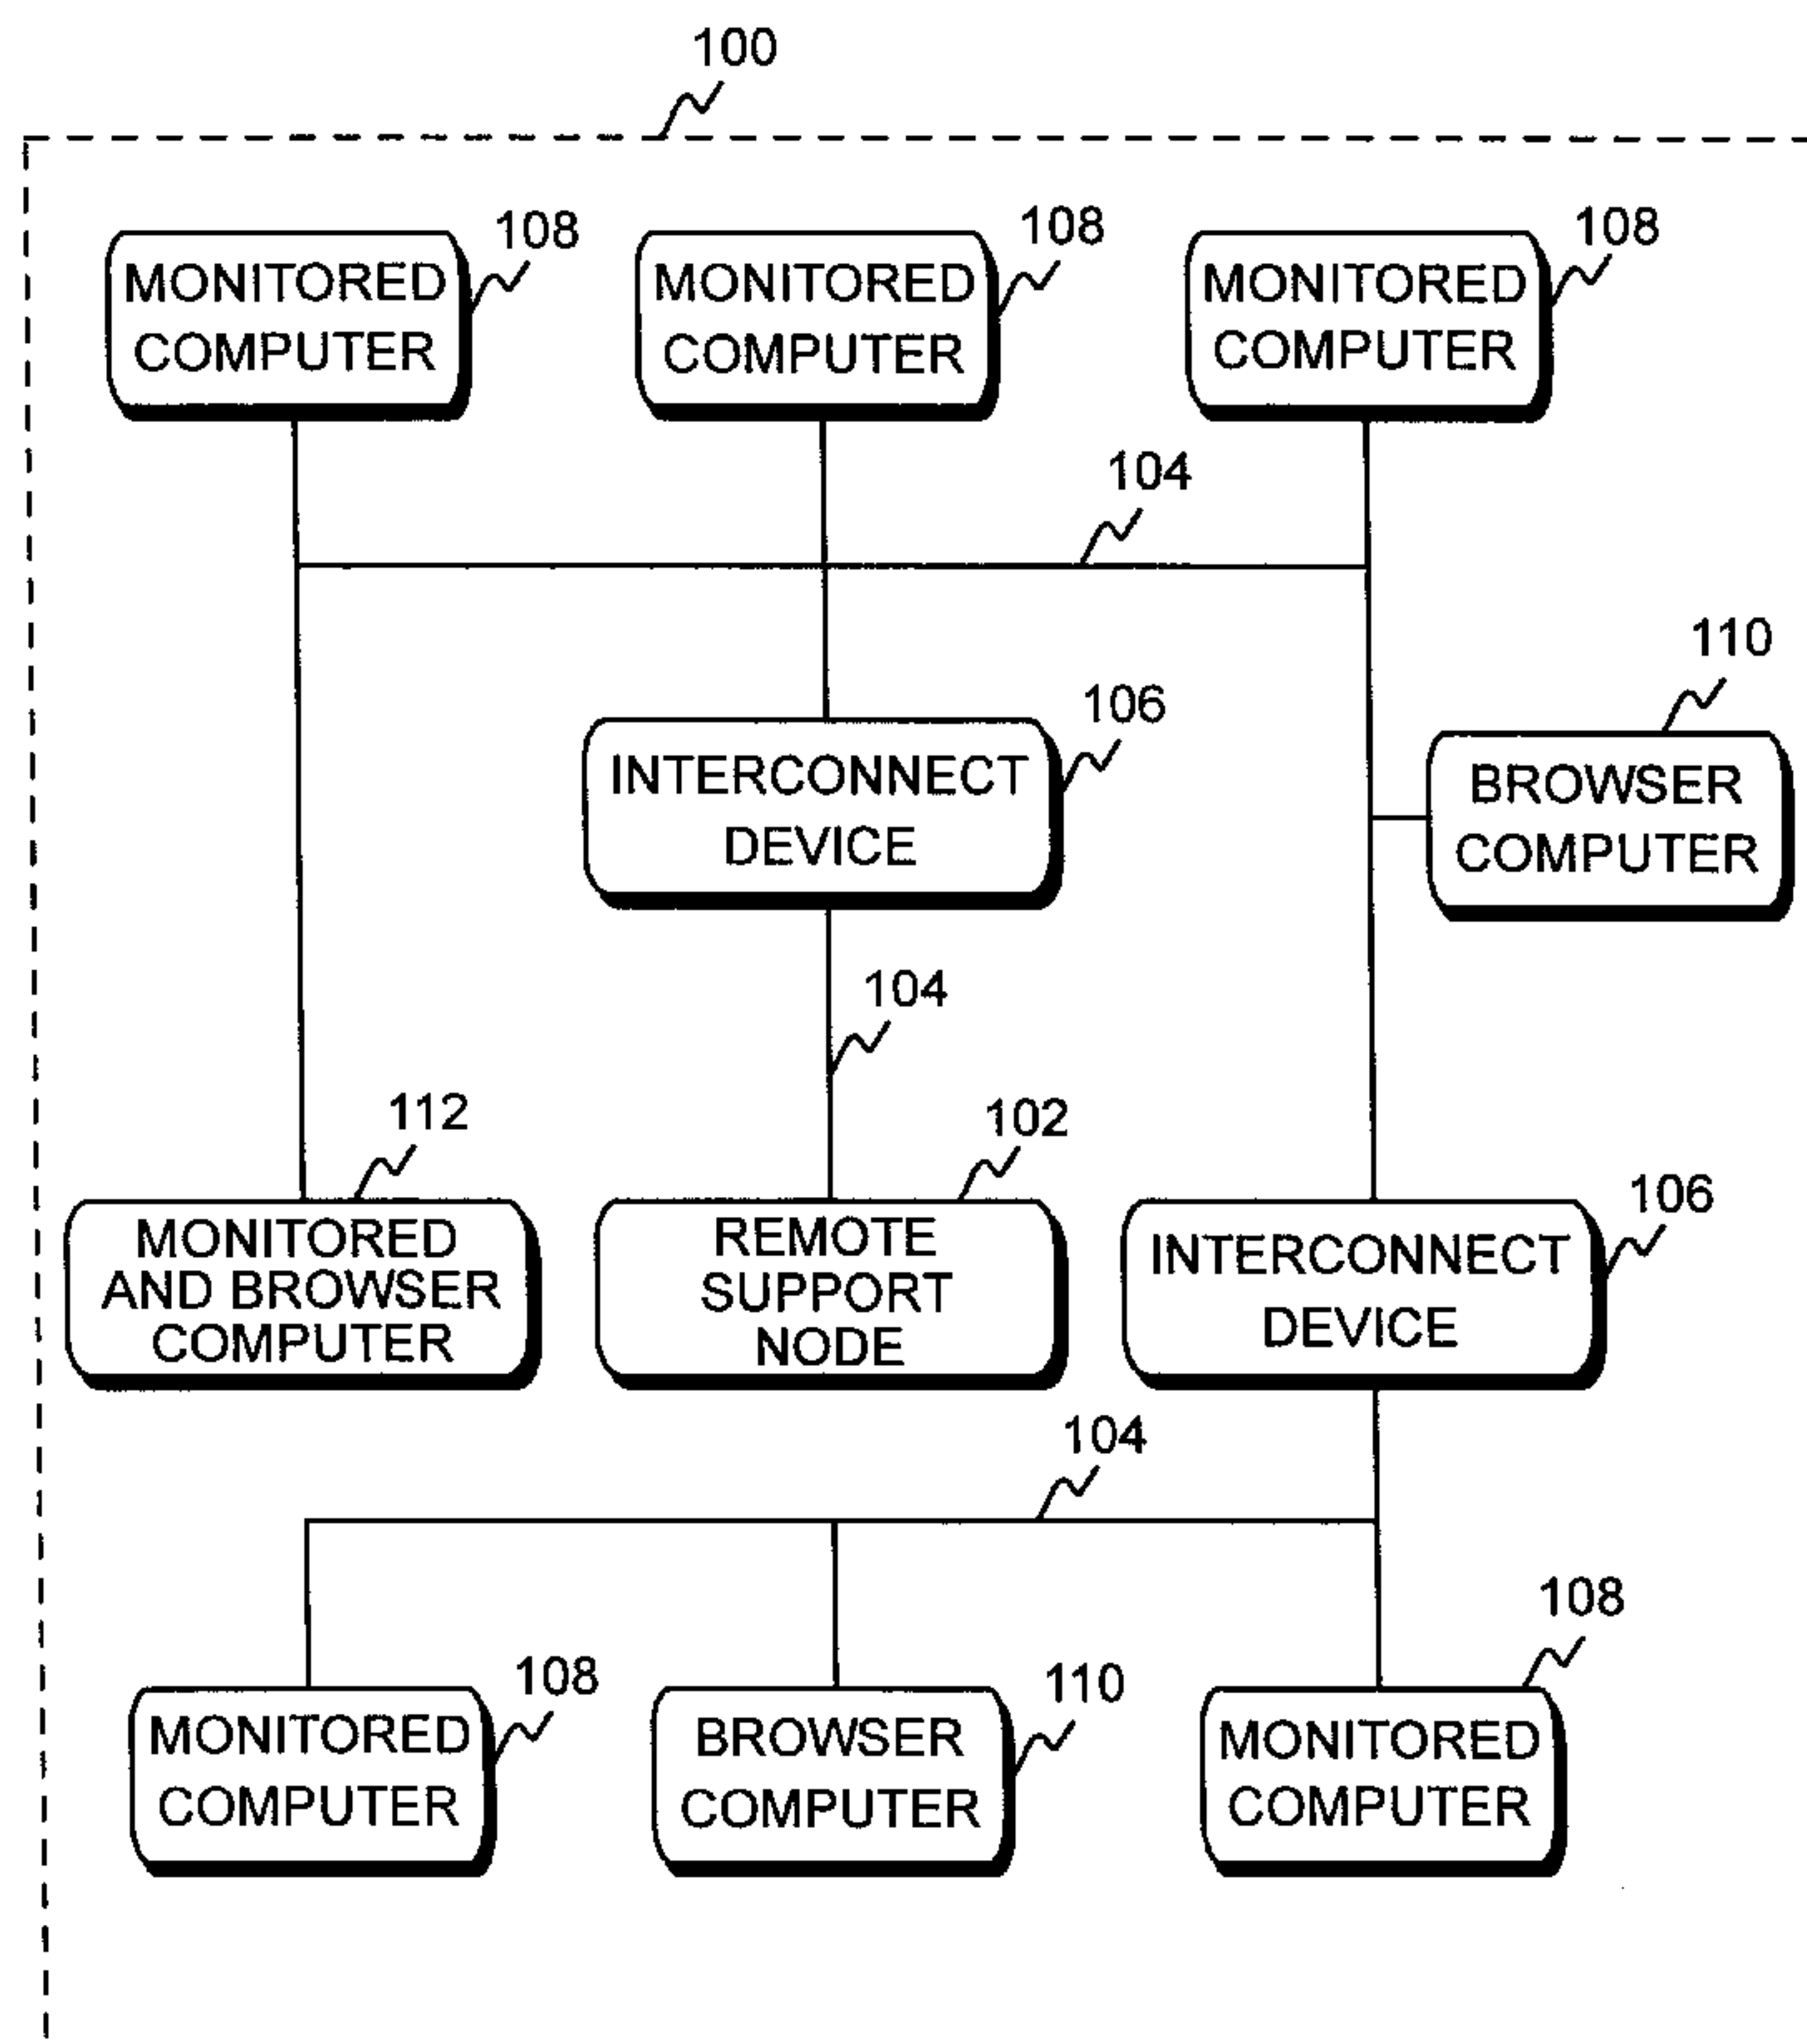 100
108
108
108
MONITORED
COMPUTER
MONITORED
COMPUTER
MONITORED
COMPUTER
104
110
106
INTERCONNECT
DEVICE
BROWSER
COMPUTER
104
112
102
106
MONITORED
AND BROWSER
COMPUTER
REMOTE
SUPPORT
NODE
INTERCONNECT
DEVICE
104
108
110
108
MONITORED
COMPUTER
BROWSER
COMPUTER
MONITORED
COMPUTER